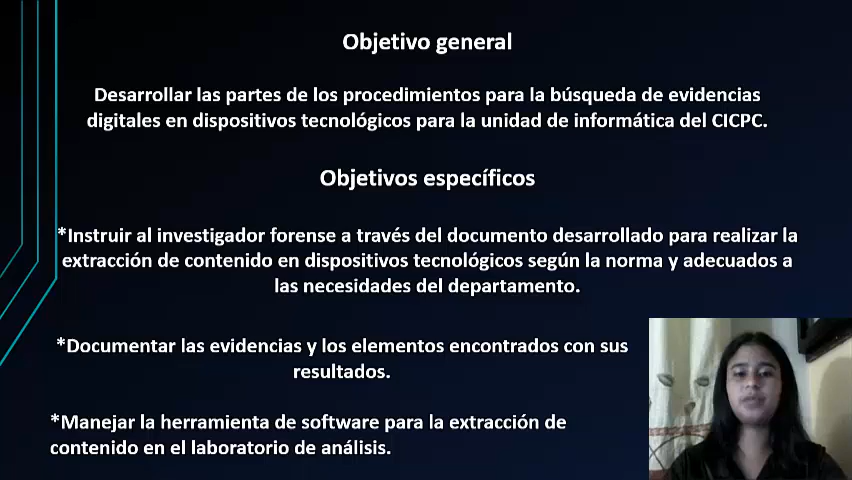 Objetivo general
Desarrollar las partes de los procedimientos para la búsqueda de evidencias
digitales en dispositivos tecnológicos para la unidad de informática del CICPC.
Objetivos específicos
*Instruir al investigador forense a través del documento desarrollado para realizar la
extracción de contenido en dispositivos tecnológicos según la norma y adecuados a
las necesidades del departamento.
*Documentar las evidencias y los elementos encontrados con sus
resultados.
*Manejar la herramienta de software para la extracción de
contenido en el laboratorio de análisis.